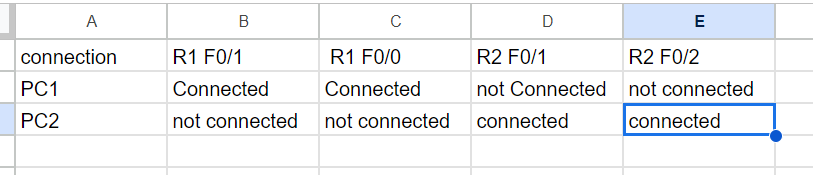 A B C D E
connection R1 F0/1 R1 F0/0 R2 F0/1 R2 F0/2
PC1 Connected Connected not Connected not connected
PC2 not connected not connected connected connected